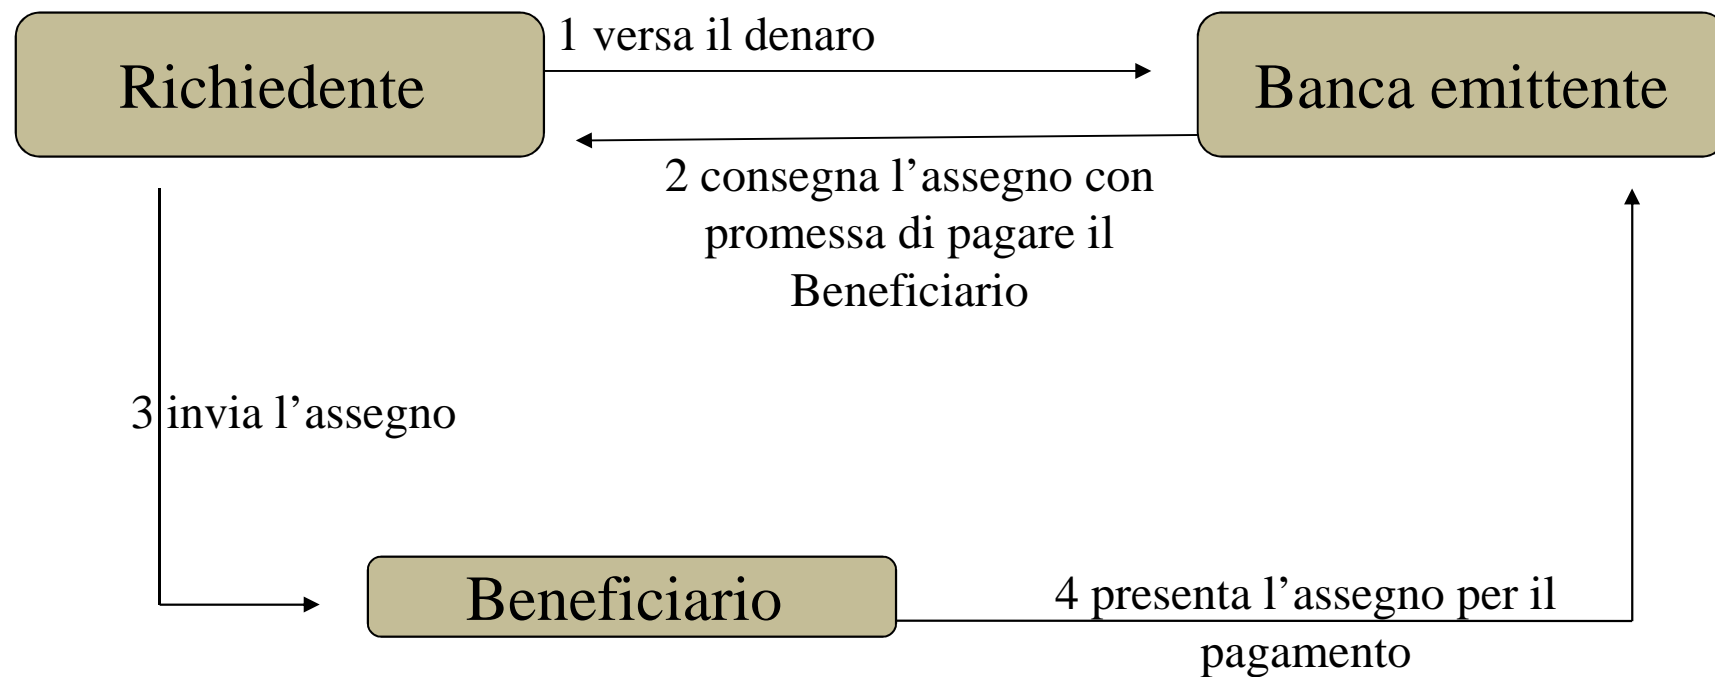 1 versa il denaro
Richiedente
Banca emittente
2 consegna l’assegno con
promessa di pagare il
Beneficiario
3 invia l’assegno
Beneficiario
4 presenta l’assegno per il
pagamento